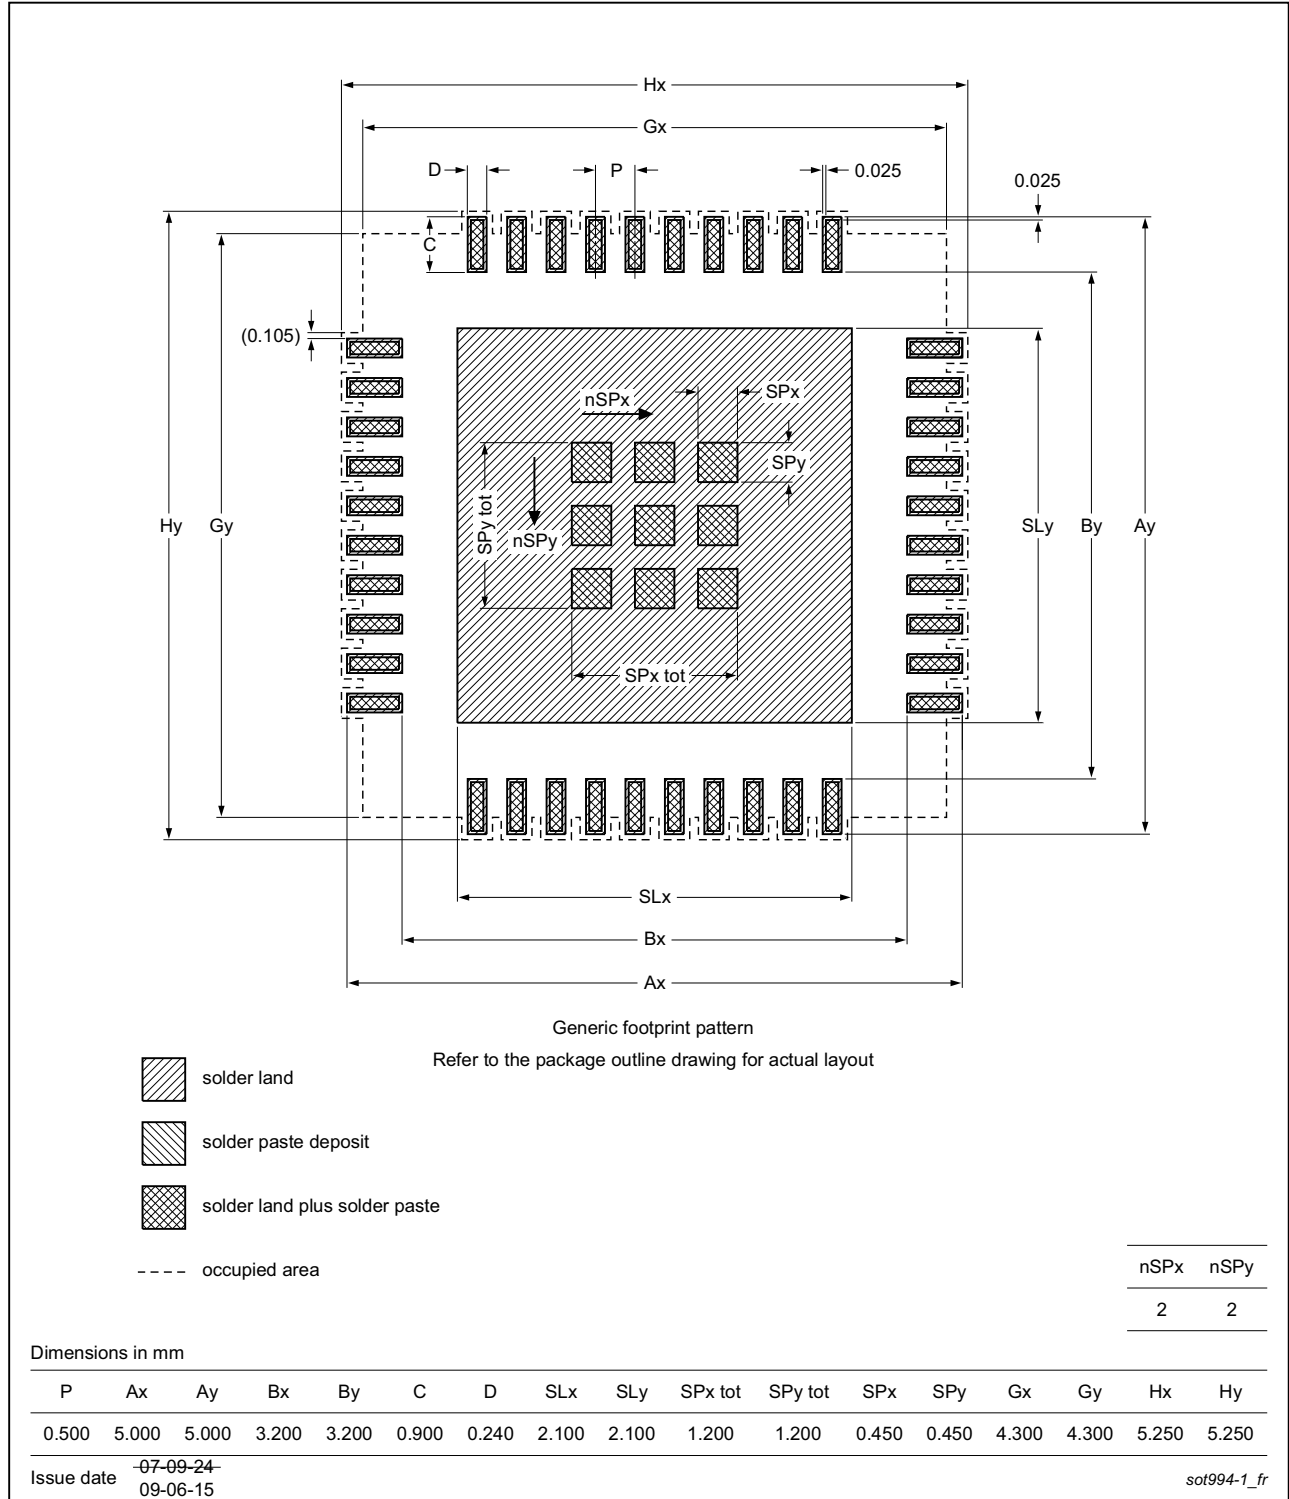 Hx
Gx
D
P
0.025
0.025
C
(0.105)
nSPx
SPx
SPy
SPy tot
nSPy
Hy
Gy
SLy
By
Ay
SPx tot
SLx
Bx
Ax
Generic footprint pattern
Refer to the package outline drawing for actual layout
solder land
solder paste deposit
solder land plus solder paste
occupied area
nSPx nSPy
2 2
Dimensions in mm
P Ax Ay Bx By C D SLx SLy SPx tot SPy tot SPx SPy Gx Gy Hx Hy
0.500 5.000 5.000 3.200 3.200 0.900 0.240 2.100 2.100 1.200 1.200 0.450 0.450 4.300 4.300 5.250 5.250
Issue date 07-09-24
09-06-15
sot994-1_fr